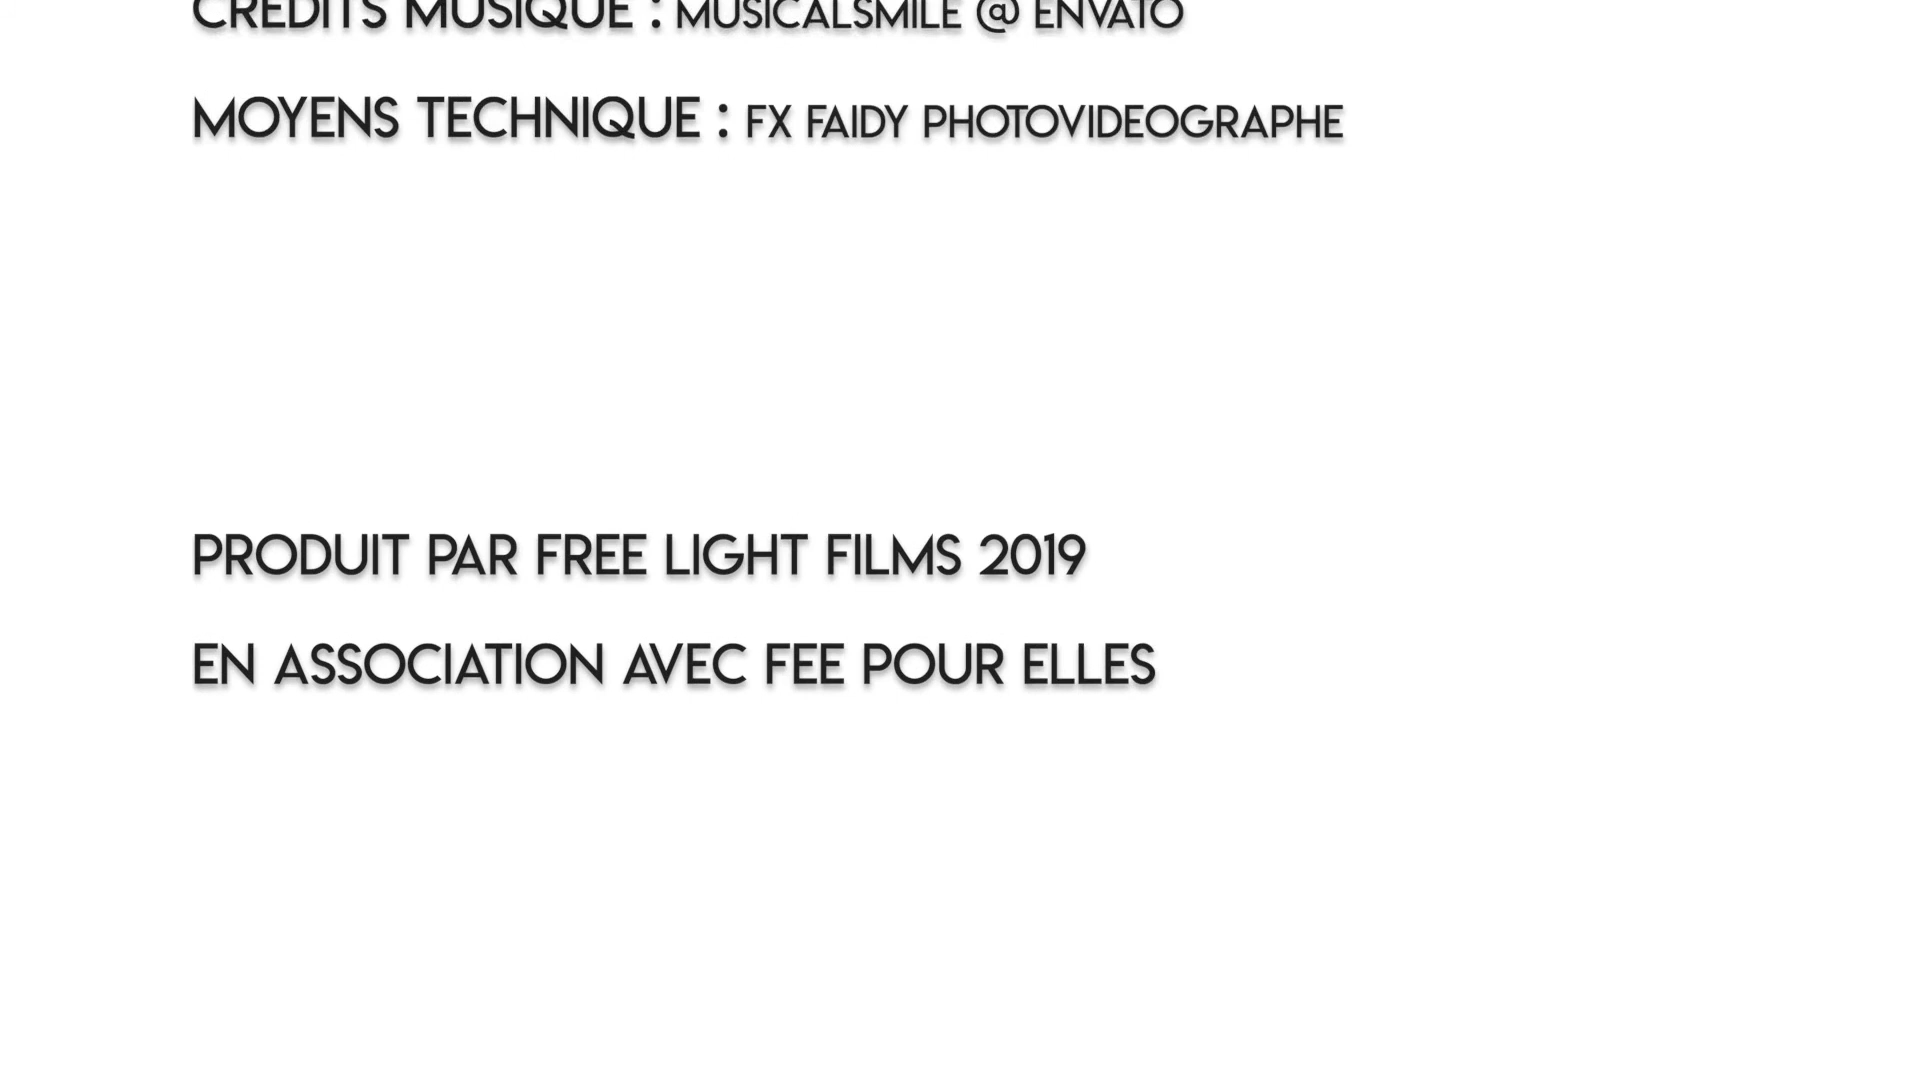 CREDITS MUSIQUE : MUSICALSMILE @ ENVATO
MOYENS TECHNIQUE : FX FAIDY PHOTOVIDEOGRAPHE
PRODUIT PAR FREE LIGHT FILMS 2019
EN ASSOCIATION AVEC FEE POUR ELLES